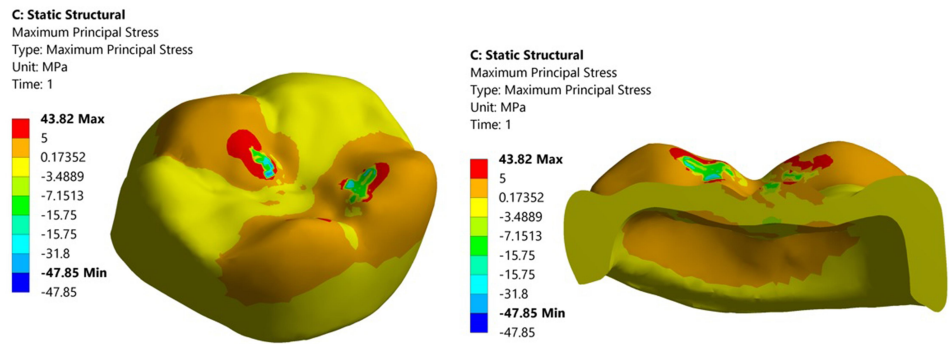 C: Static Structural
Maximum Principal Stress
Type: Maximum Principal Stress
Unit: MPa
Time: 1
43.82 Max
5
0.17352
-3.4889
-7.1513
-15.75
-15.75
-31.8
-47.85 Min
-47.85
C: Static Structural
Maximum Principal Stress
Type: Maximum Principal Stress
Unit: MPa
Time: 1
43.82 Max
5
0.17352
-3.4889
-7.1513
-15.75
-15.75
-31.8
-47.85 Min
-47.85